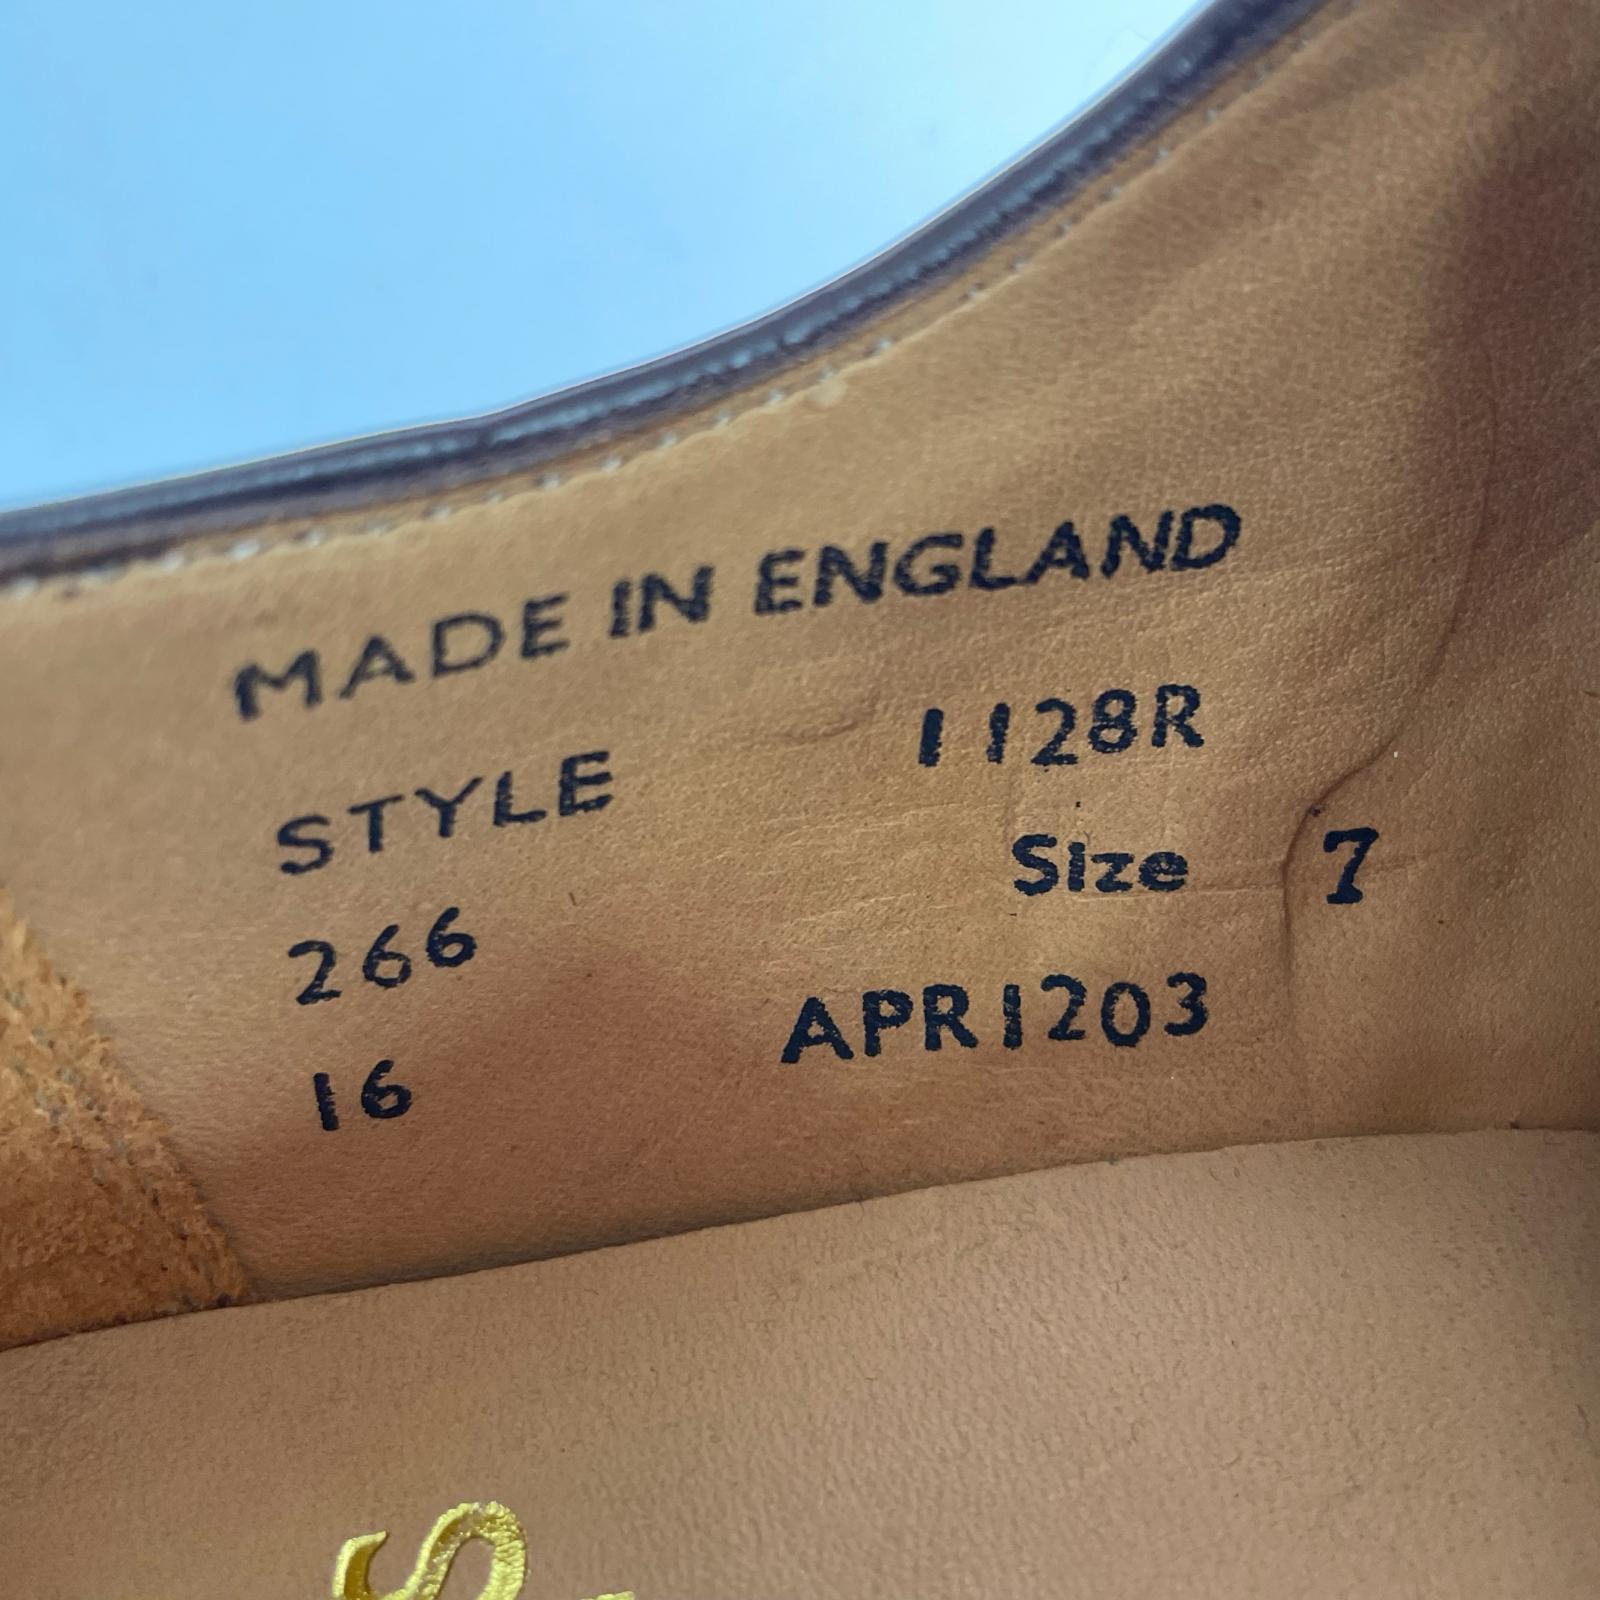 MADE IN ENGLAND
STYLE 1128R
Size 7
266
APR1203
16
S